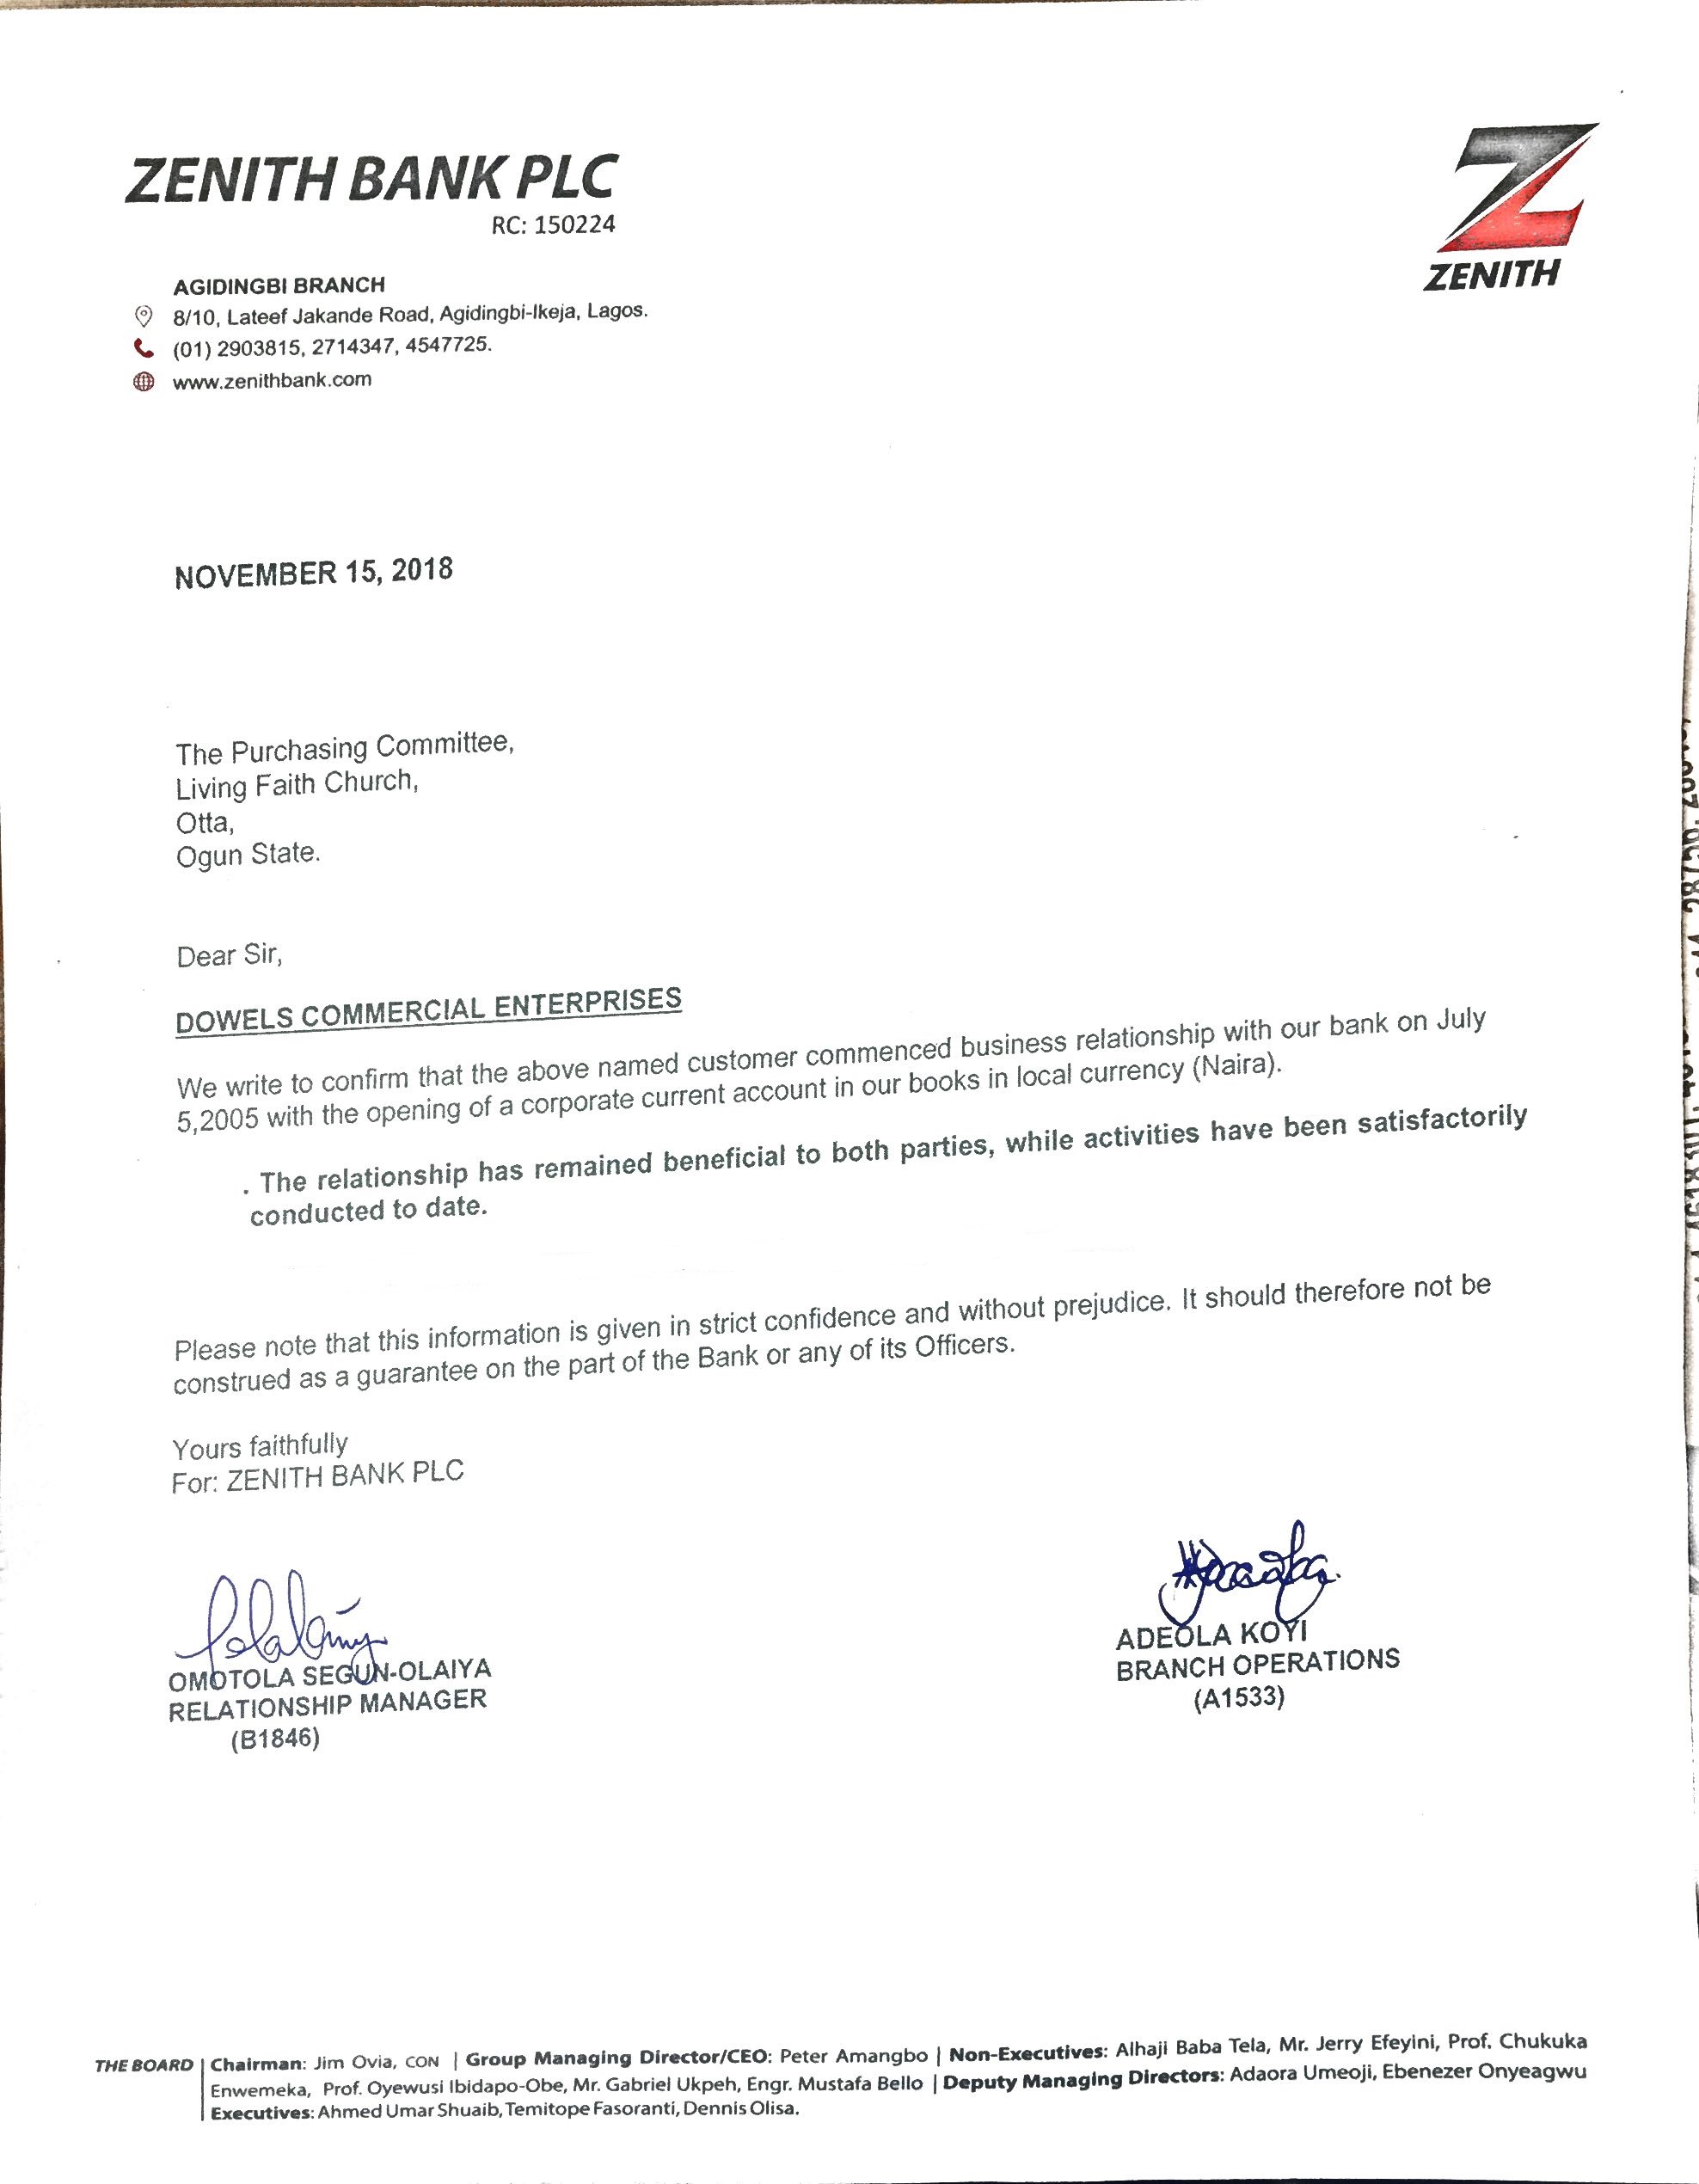 ZENITH BANK PLC
RC: 150224
ZENITH
AGIDINGBI BRANCH
8/10, Lateef Jakande Road, Agidingbi-Ikeja, Lagos.
(01) 2903815, 2714347, 4547725.
www.zenithbank.com
NOVEMBER 15, 2018
The Purchasing Committee,
Living Faith Church,
Otta,
Ogun State.
Dear Sir,
DOWELS COMMERCIAL ENTERPRISES
We write to confirm that the above named customer commenced business relationship with our bank on July
5,2005 with the opening of a corporate current account in our books in local currency (Naira).
. The relationship has remained beneficial to both parties, while activities have been satisfactorily
conducted to date.
Please note that this information is given in strict confidence and without prejudice. It should therefore not be
construed as a guarantee on the part of the Bank or any of its Officers.
Yours faithfully
For: ZENITH BANK PLC
OMOTOLA SEGUN-OLAIYA
RELATIONSHIP MANAGER
(B1846)
ADEOLA KOYI
BRANCH OPERATIONS
(A1533)
THE BOARD | Chairman: Jim Ovia, CON | Group Managing Director/CEO: Peter Amangbo | Non-Executives: Alhaji Baba Tela, Mr. Jerry Efeyini, Prof. Chukuka
Enwemeka, Prof. Oyewusi Ibidapo-Obe, Mr. Gabriel Ukpeh, Engr. Mustafa Bello | Deputy Managing Directors: Adaora Umeoji, Ebenezer Onyeagwu
Executives: Ahmed Umar Shuaib, Temitope Fasoranti, Dennis Olisa.